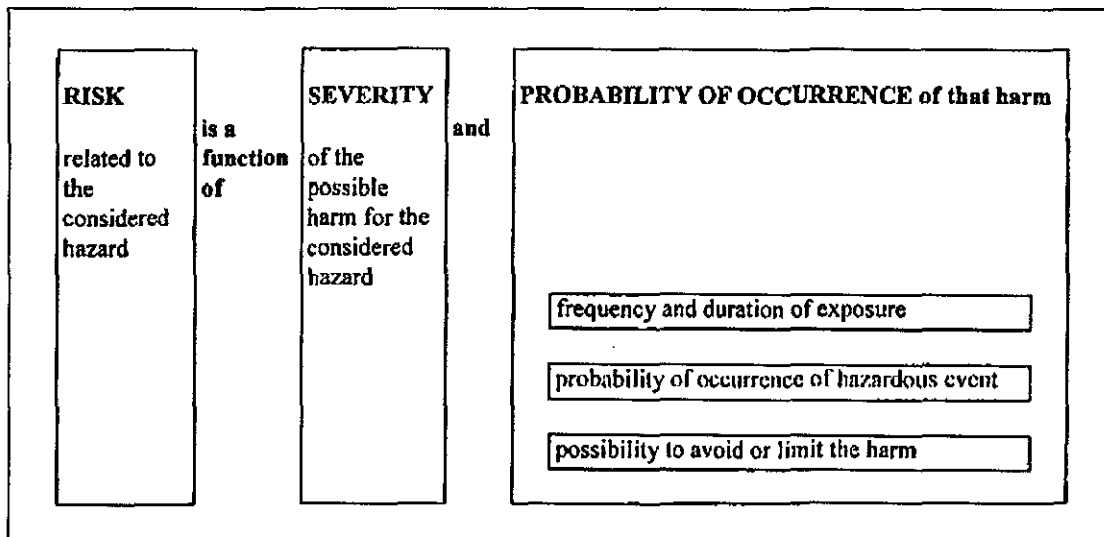 RISK
related to
the
considered
hazard
is a
function
of
SEVERITY
of the
possible
harm for the
considered
hazard
and
PROBABILITY OF OCCURRENCE of that harm
frequency and duration of exposure
probability of occurrence of hazardous event
possibility to avoid or limit the harm